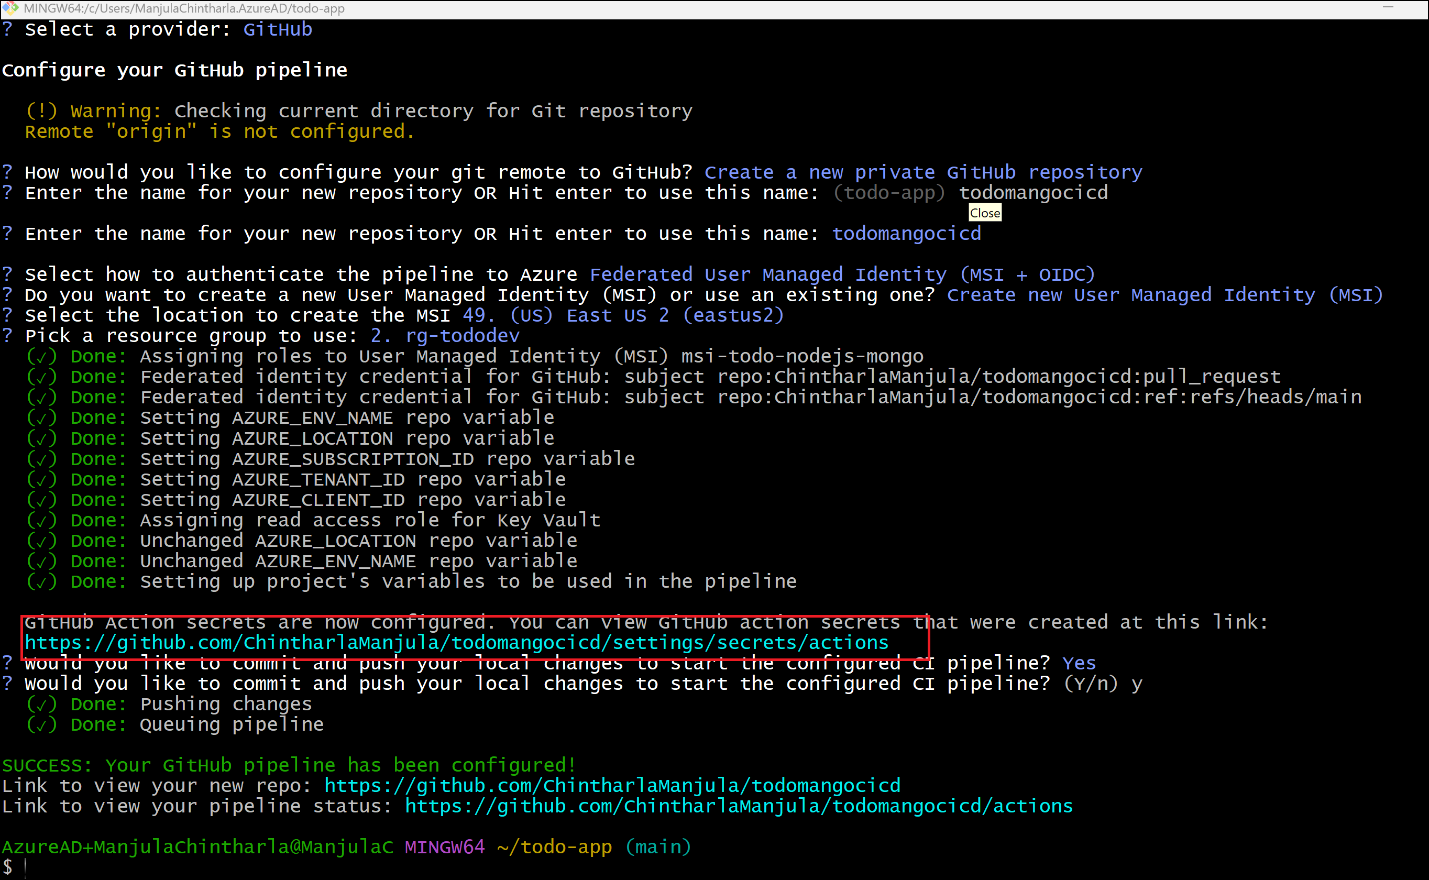 MINGW64:/c/Users/ManjulaChintharla.AzureAD/todo-app
? Select a provider: GitHub
Configure your GitHub pipeline
(!) Warning: Checking current directory for Git repository
Remote "origin" is not configured.
? How would you like to configure your git remote to GitHub? Create a new private GitHub repository
? Enter the name for your new repository OR Hit enter to use this name: (todo-app) todomangocicd
Close
? Enter the name for your new repository OR Hit enter to use this name: todomangocicd
? Select how to authenticate the pipeline to Azure Federated User Managed Identity (MSI + OIDC)
? Do you want to create a new User Managed Identity (MSI) or use an existing one? Create new User Managed Identity (MSI)
? Select the location to create the MSI 49. (US) East US 2 (eastus2)
? Pick a resource group to use: 2. rg-tododev
(✓) Done: Assigning roles to User Managed Identity (MSI) msi-todo-nodejs-mongo
(✓) Done: Federated identity credential for GitHub: subject repo:ChintharlaManjula/todomangocicd:pull_request
(✓) Done: Federated identity credential for GitHub: subject repo:ChintharlaManjula/todomangocicd:ref:refs/heads/main
(✓) Done: Setting AZURE_ENV_NAME repo variable
(✓) Done: Setting AZURE_LOCATION repo variable
(✓) Done: Setting AZURE_SUBSCRIPTION_ID repo variable
(✓) Done: Setting AZURE_TENANT_ID repo variable
(✓) Done: Setting AZURE_CLIENT_ID repo variable
(✓) Done: Assigning read access role for Key Vault
(✓) Done: Unchanged AZURE_LOCATION repo variable
(✓) Done: Unchanged AZURE_ENV_NAME repo variable
(✓) Done: Setting up project's variables to be used in the pipeline
GitHub Action secrets are now configured. You can view GitHub action secrets that were created at this link:
https://github.com/ChintharlaManjula/todomangocicd/settings/secrets/actions
? Would you like to commit and push your local changes to start the configured CI pipeline? Yes
? Would you like to commit and push your local changes to start the configured CI pipeline? (Y/n) y
(✓) Done: Pushing changes
(✓) Done: Queuing pipeline
SUCCESS: Your GitHub pipeline has been configured!
Link to view your new repo: https://github.com/ChintharlaManjula/todomangocicd
Link to view your pipeline status: https://github.com/ChintharlaManjula/todomangocicd/actions
AzureAD+ManjulaChintharla@ManjulaC MINGW64 ~/todo-app (main)
$